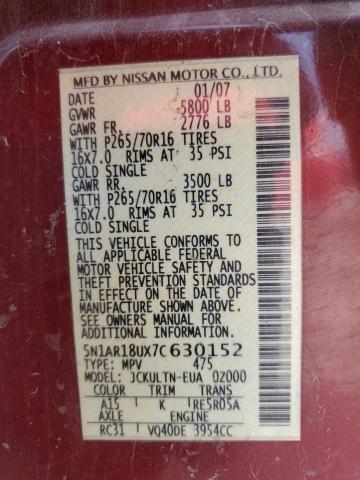 MFD BY NISSAN MOTOR CO., LTD.
DATE 01/07
GVWR 5800 LB
GAWR FR. 2776 LB
WITH P265/70R16 TIRES
16x7.0 RIMS AT 35 PSI
COLD SINGLE
GAWR RR. 3500 LB
WITH P265/70R16 TIRES
16x7.0 RIMS AT 35 PSI
COLD SINGLE
THIS VEHICLE CONFORMS TO
ALL APPLICABLE FEDERAL
MOTOR VEHICLE SAFETY AND
THEFT PREVENTION STANDARDS
IN EFFECT ON THE DATE OF
MANUFACTURE SHOWN ABOVE.
SEE OWNERS MANUAL FOR
ADDITIONAL INFORMATION.
5N1AR18UX7C630152
TYPE: MPV 475
MODEL: JCKULTN-EUA 0Z000
COLOR TRIM TRANS
A15 K RE5R05A
AXLE ENGINE
RC31 VQ40DE 3954CC